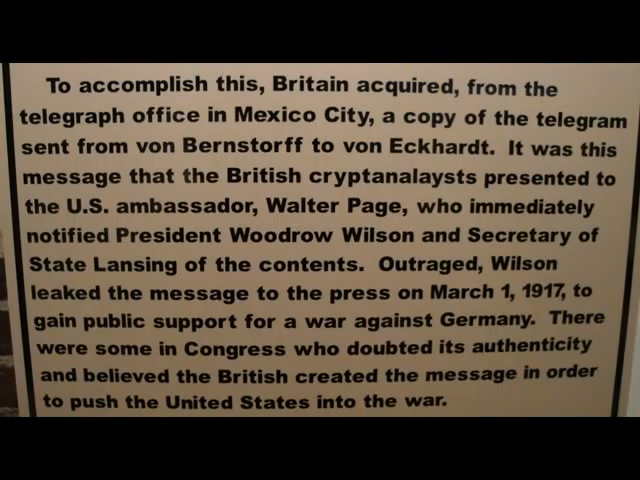 To accomplish this, Britain acquired, from the
telegraph office in Mexico City, a copy of the telegram
sent from von Bernstorff to von Eckhardt. It was this
message that the British cryptanalaysts presented to
the U.S. ambassador, Walter Page, who immediately
notified President Woodrow Wilson and Secretary of
State Lansing of the contents. Outraged, Wilson
leaked the message to the press on March 1, 1917, to
gain public support for a war against Germany. There
were some in Congress who doubted its authenticity
and believed the British created the message in order
to push the United States into the war.